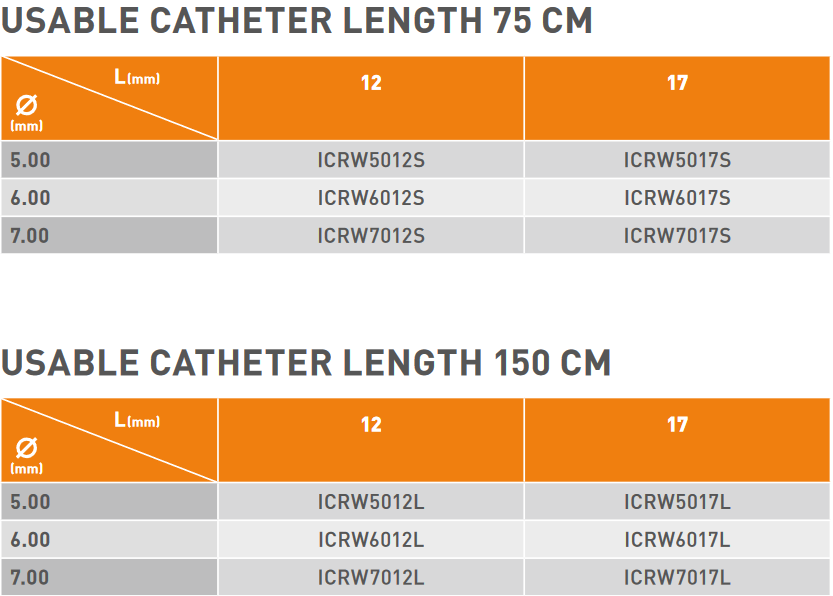 USABLE CATHETER LENGTH 75 CM
L(mm) 12 17
Ø
(mm)
5.00 ICRW5012S ICRW5017S
6.00 ICRW6012S ICRW6017S
7.00 ICRW7012S ICRW7017S
USABLE CATHETER LENGTH 150 CM
L(mm) 12 17
Ø
(mm)
5.00 ICRW5012L ICRW5017L
6.00 ICRW6012L ICRW6017L
7.00 ICRW7012L ICRW7017L